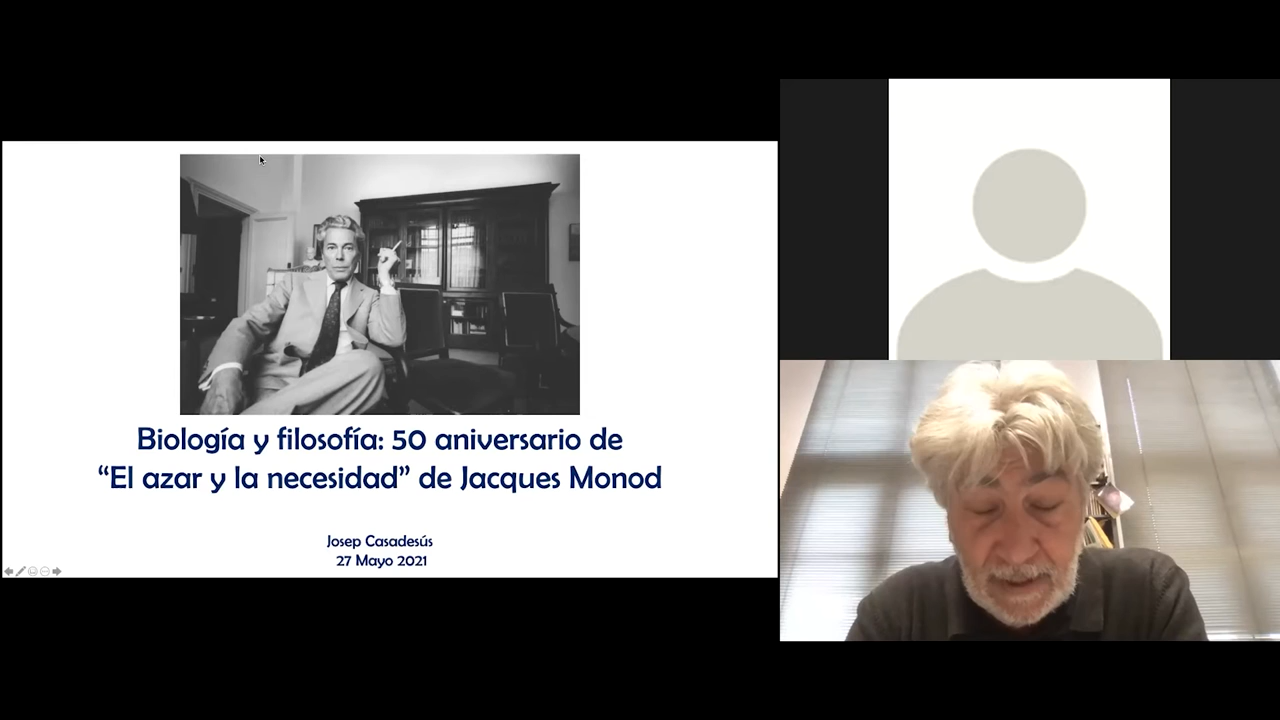 Biología y filosofía: 50 aniversario de
“El azar y la necesidad” de Jacques Monod
Josep Casadesús
27 Mayo 2021